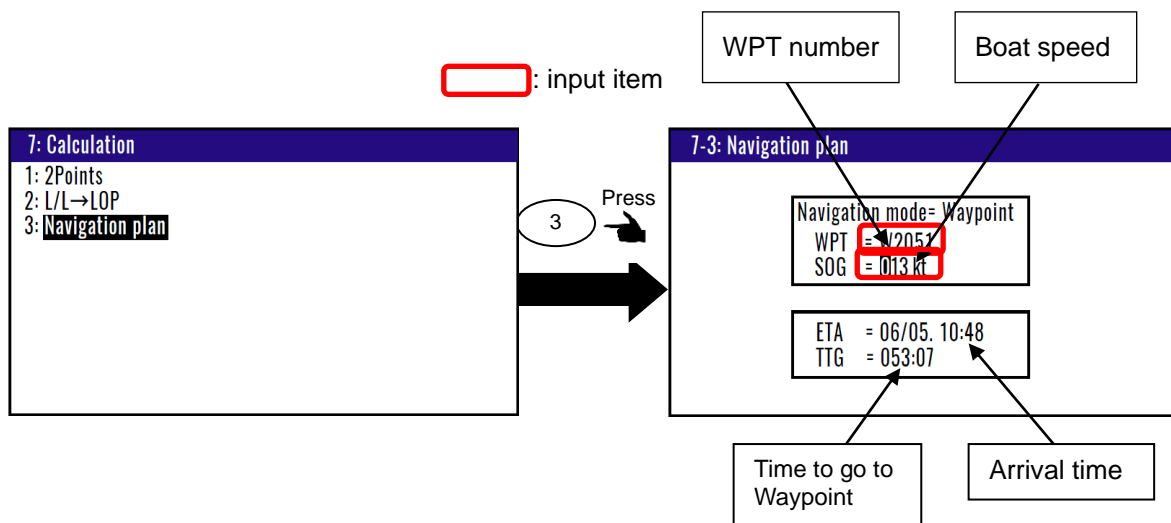 WPT number
Boat speed
: input item
7: Calculation
1: 2Points
2: L/L→LOP
3: Navigation plan
3
Press
7-3: Navigation plan
Navigation mode= Waypoint
WPT = /2051
SOG = 013 kt
ETA = 06/05. 10:48
TTG = 053:07
Time to go to
Waypoint
Arrival time